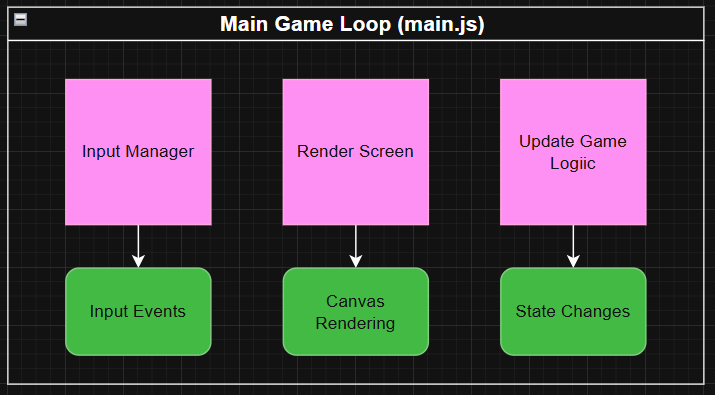 Main Game Loop (main.js)
Input Manager
Render Screen
Update Game
Logiic
Input Events
Canvas
Rendering
State Changes